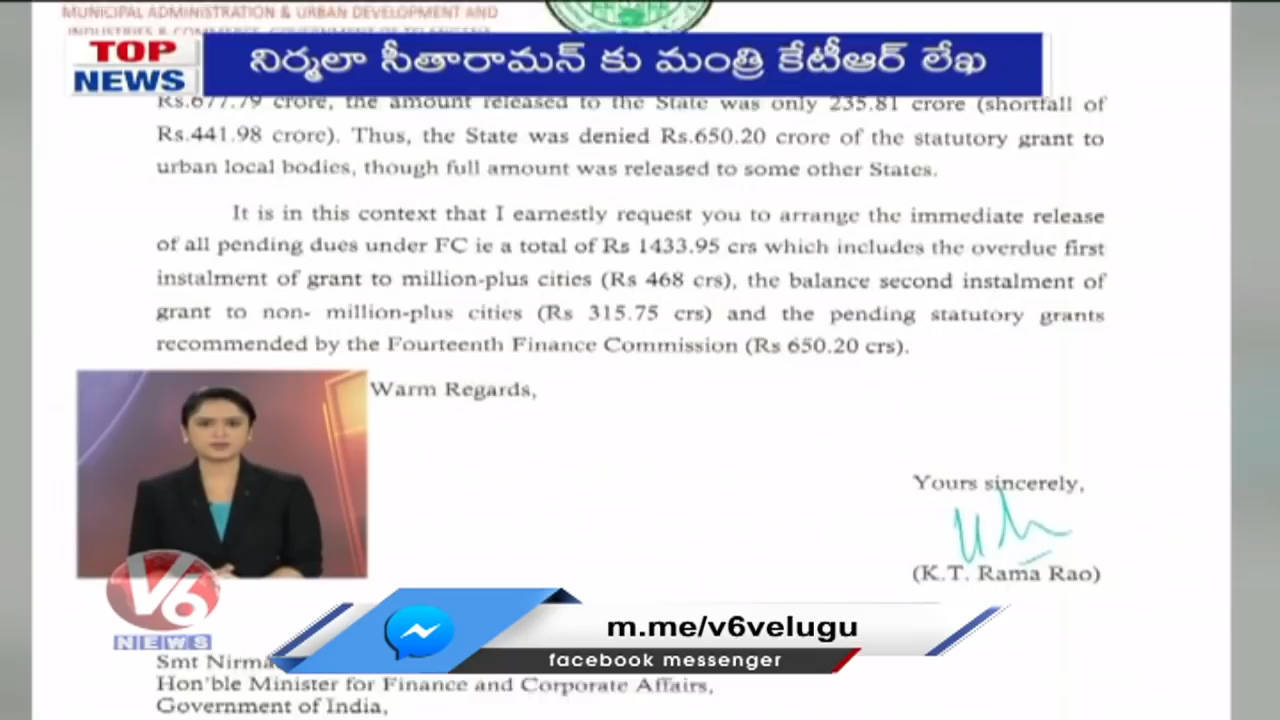 MUNICIPAL ADMINISTRATION & URBAN DEVELOPMENT AND
INDUSTRIES & COMMERCE, GOVERNMENT OF TELANGANA
TOP
NEWS
నిర్మలా సీతారామన్ కు మంత్రి కేటీఆర్ లేఖ
Rs.677.79 crore, the amount released to the State was only 235.81 crore (shortfall of
Rs.441.98 crore). Thus, the State was denied Rs.650.20 crore of the statutory grant to
urban local bodies, though full amount was released to some other States.
It is in this context that I earnestly request you to arrange the immediate release
of all pending dues under FC ie a total of Rs 1433.95 crs which includes the overdue first
instalment of grant to million-plus cities (Rs 468 crs), the balance second instalment of
grant to non- million-plus cities (Rs 315.75 crs) and the pending statutory grants
recommended by the Fourteenth Finance Commission (Rs 650.20 crs).
Warm Regards,
Yours sincerely,
(K.T. Rama Rao)
V6
NEWS
m.me/v6velugu
facebook messenger
Smt Nirma
Hon'ble Minister for Finance and Corporate Affairs,
Government of India,